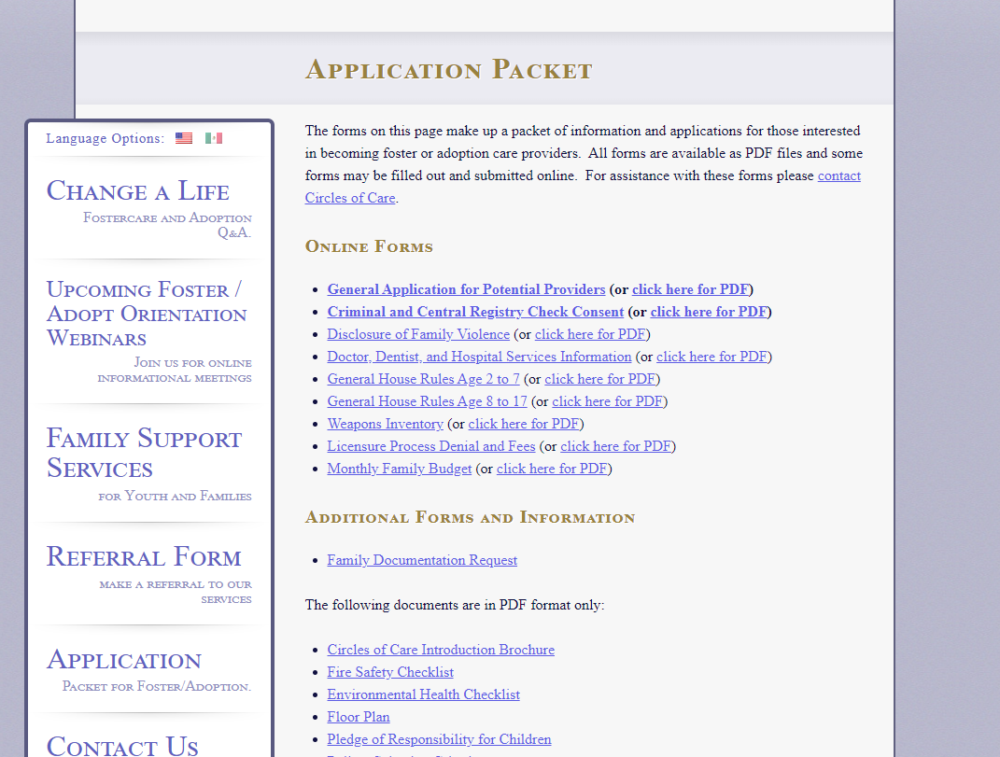 Application Packet
Language Options:
Change a Life
Fostercare and Adoption
Q&A.
Upcoming Foster /
Adopt Orientation
Webinars
Join us for online
informational meetings
Family Support
Services
for Youth and Families
Referral Form
make a referral to our
services
Application
Packet for Foster/Adoption.
Contact Us
The forms on this page make up a packet of information and applications for those interested
in becoming foster or adoption care providers.  All forms are available as PDF files and some
forms may be filled out and submitted online.  For assistance with these forms please contact
Circles of Care.
Online Forms
• General Application for Potential Providers (or click here for PDF)
• Criminal and Central Registry Check Consent (or click here for PDF)
• Disclosure of Family Violence (or click here for PDF)
• Doctor, Dentist, and Hospital Services Information (or click here for PDF)
• General House Rules Age 2 to 7 (or click here for PDF)
• General House Rules Age 8 to 17 (or click here for PDF)
• Weapons Inventory (or click here for PDF)
• Licensure Process Denial and Fees (or click here for PDF)
• Monthly Family Budget (or click here for PDF)
Additional Forms and Information
• Family Documentation Request
The following documents are in PDF format only:
• Circles of Care Introduction Brochure
• Fire Safety Checklist
• Environmental Health Checklist
• Floor Plan
• Pledge of Responsibility for Children